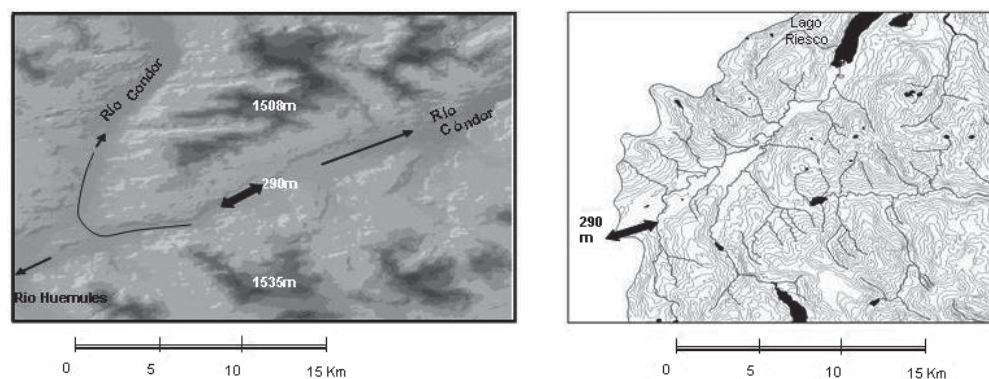 Río Condor
1508m
Río
Cóndor
290m
1535m
Río Huemules
0 5 10 15 Km
Lago
Riesco
290
m
0 5 10 15 Km